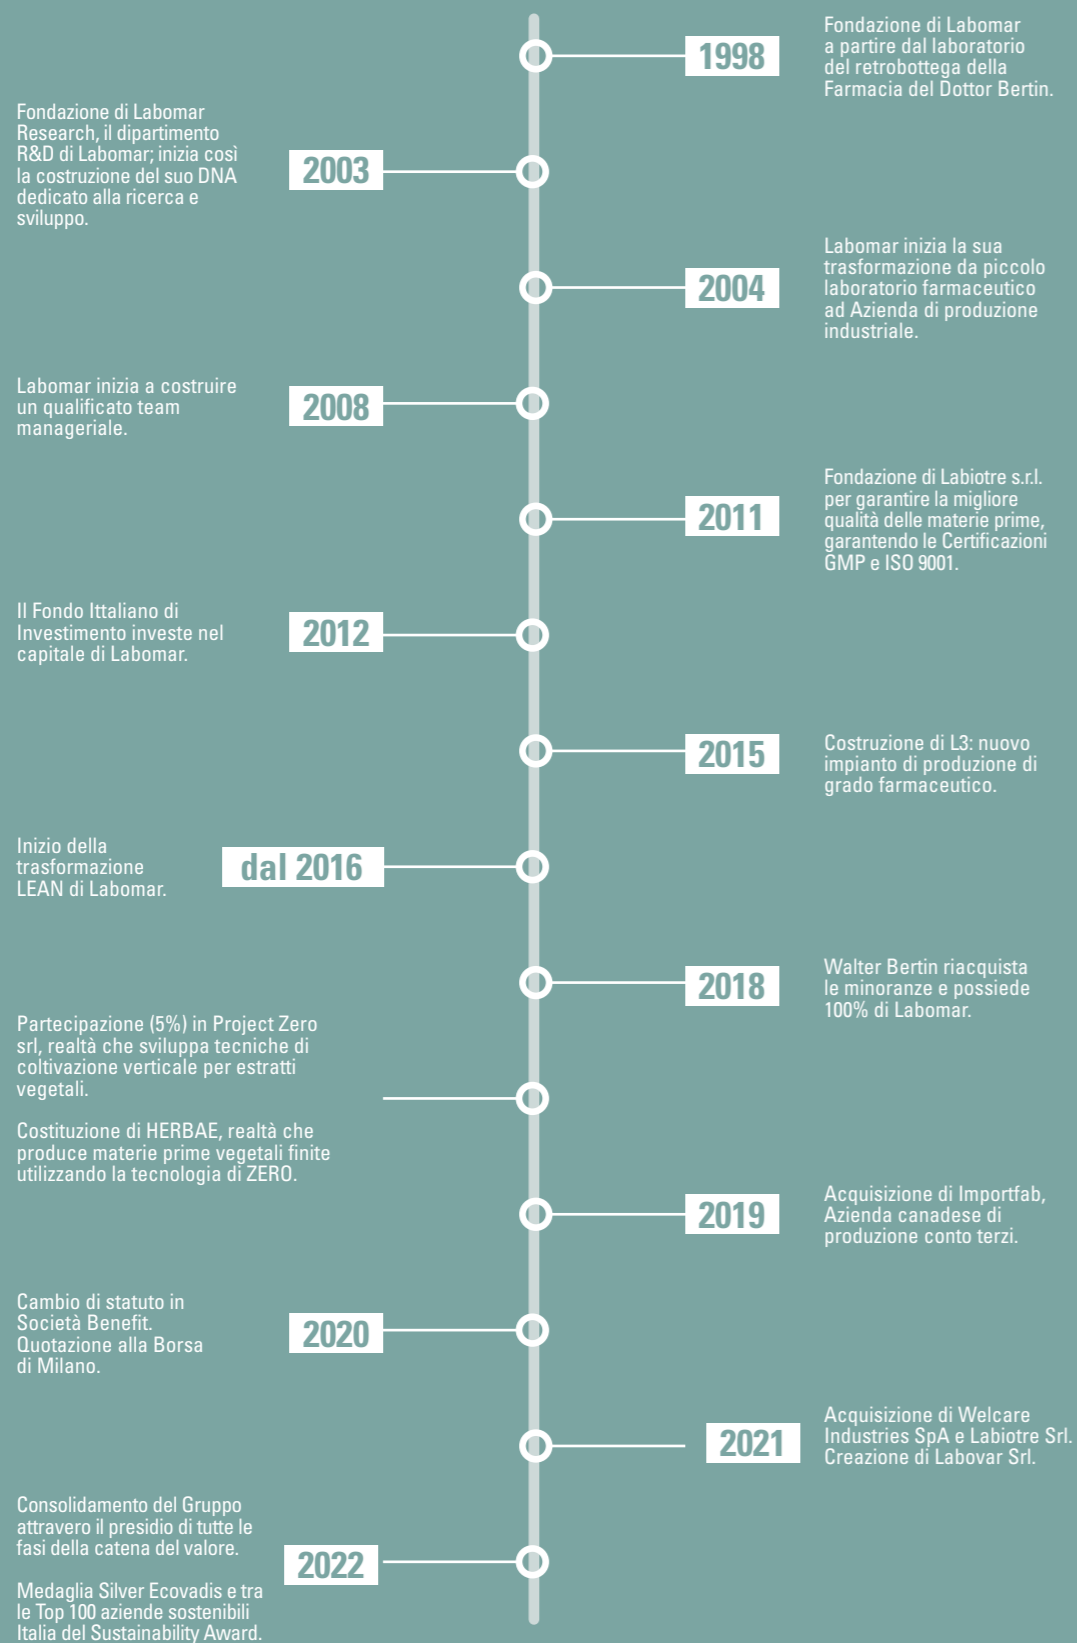 1998
Fondazione di Labomar
a partire dal laboratorio
del retrobottega della
Farmacia del Dottor Bertin.
Fondazione di Labomar
Research, il dipartimento
R&D di Labomar; inizia così
la costruzione del suo DNA
dedicato alla ricerca e
sviluppo.
2003
2004
Labomar inizia la sua
trasformazione da piccolo
laboratorio farmaceutico
ad Azienda di produzione
industriale.
Labomar inizia a costruire
un qualificato team
manageriale.
2008
2011
Fondazione di Labiotre s.r.l.
per garantire la migliore
qualità delle materie prime,
garantendo le Certificazioni
GMP e ISO 9001.
Il Fondo Ittaliano di
Investimento investe nel
capitale di Labomar.
2012
2015
Costruzione di L3: nuovo
impianto di produzione di
grado farmaceutico.
Inizio della
trasformazione
LEAN di Labomar.
dal 2016
2018
Walter Bertin riacquista
le minoranze e possiede
100% di Labomar.
Partecipazione (5%) in Project Zero
srl, realtà che sviluppa tecniche di
coltivazione verticale per estratti
vegetali.
Costituzione di HERBAE, realtà che
produce materie prime vegetali finite
utilizzando la tecnologia di ZERO.
2019
Acquisizione di Importfab,
Azienda canadese di
produzione conto terzi.
Cambio di statuto in
Società Benefit.
Quotazione alla Borsa
di Milano.
2020
2021
Acquisizione di Welcare
Industries SpA e Labiotre Srl.
Creazione di Labovar Srl.
Consolidamento del Gruppo
attravero il presidio di tutte le
fasi della catena del valore.
2022
Medaglia Silver Ecovadis e tra
le Top 100 aziende sostenibili
Italia del Sustainability Award.